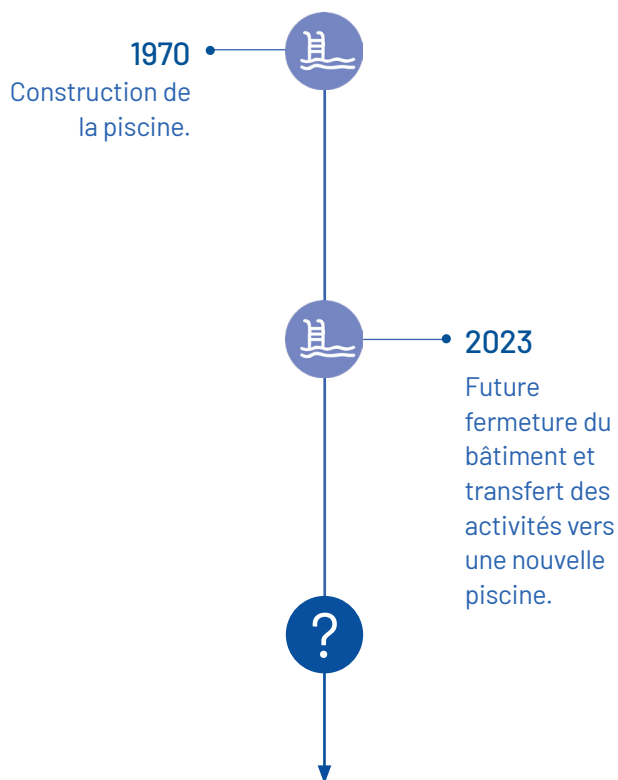 1970
Construction de
la piscine.
2023
Future
fermeture du
bâtiment et
transfert des
activités vers
une nouvelle
piscine.
?